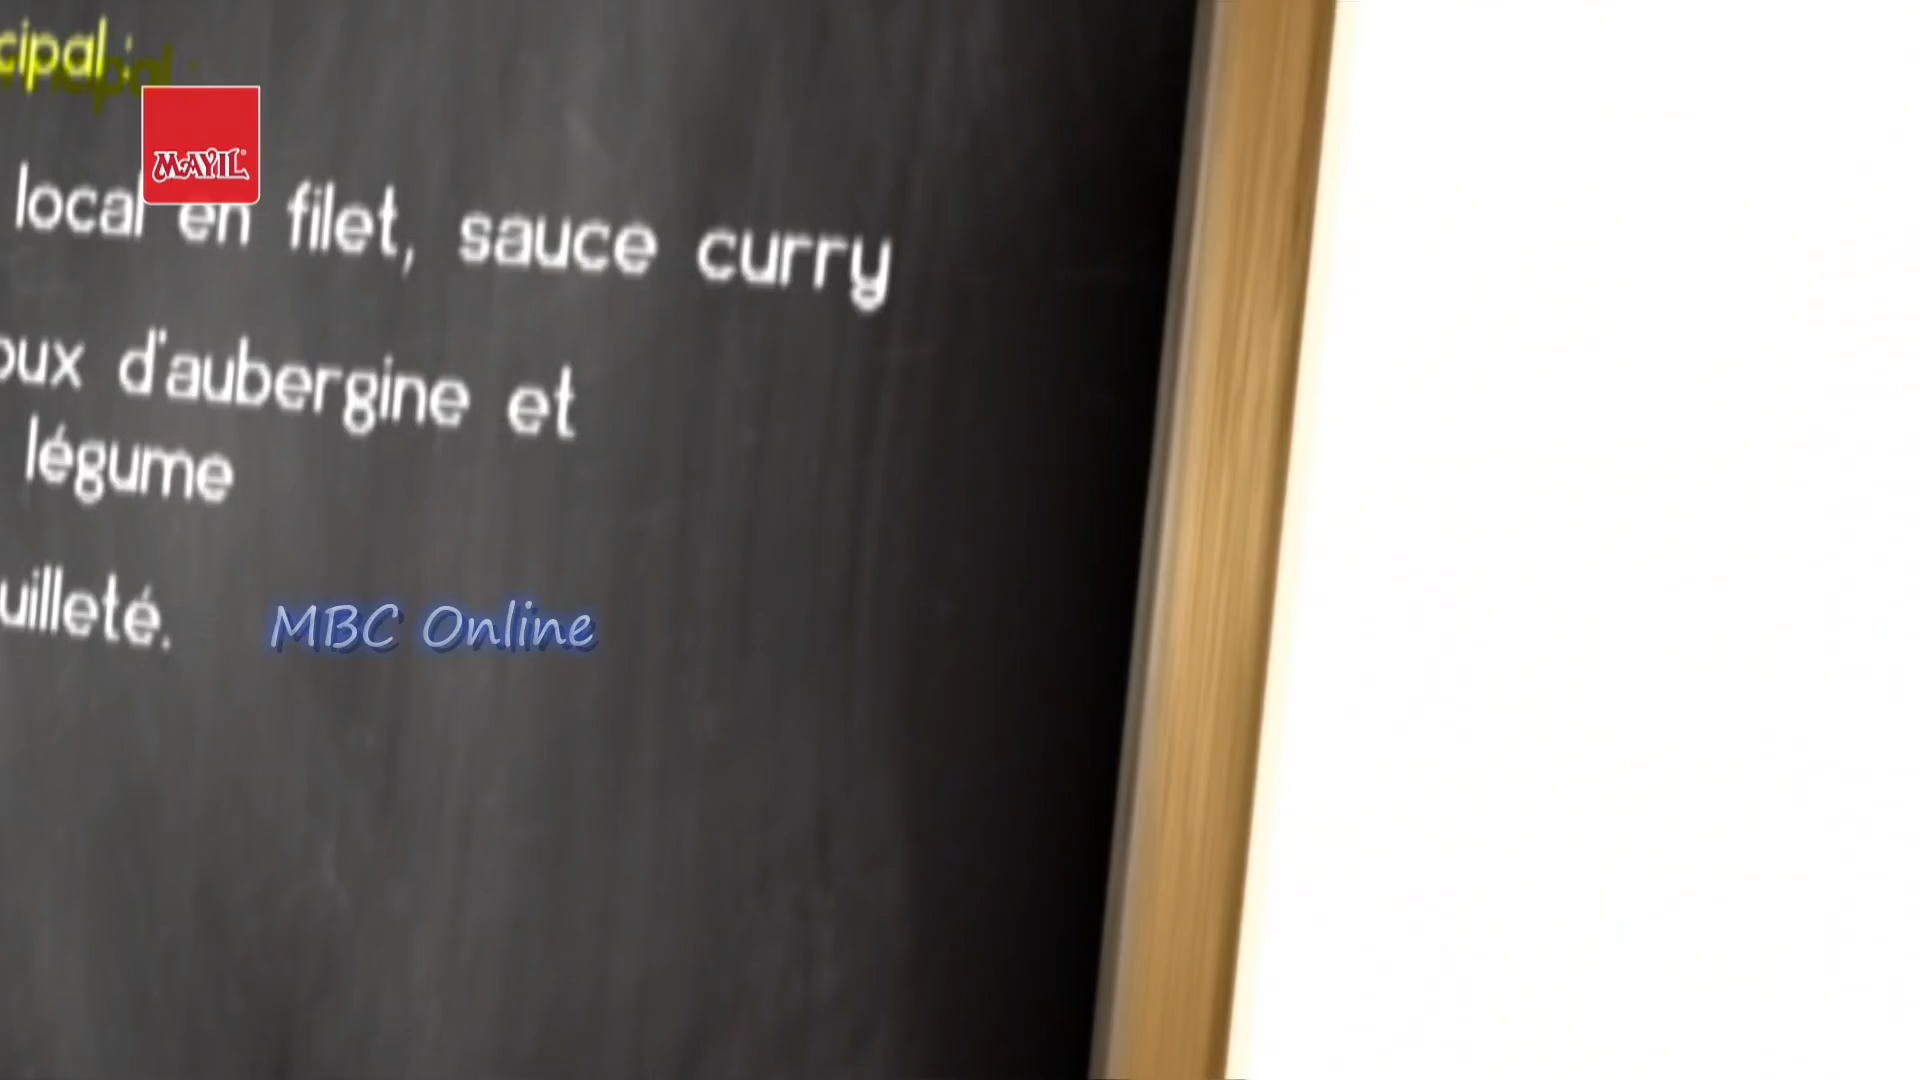 cipal :
MAYIL
local en filet, sauce curry
oux d'aubergine et
légume
uilleté.
MBC Online